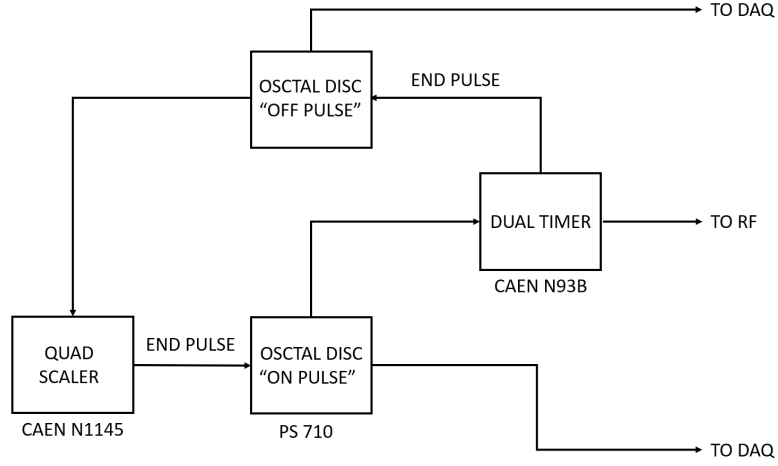 TO DAQ
OSCTAL DISC
“OFF PULSE”
END PULSE
DUAL TIMER
TO RF
CAEN N93B
QUAD
SCALER
END PULSE
OSCTAL DISC
“ON PULSE”
CAEN N1145
PS 710
TO DAQ